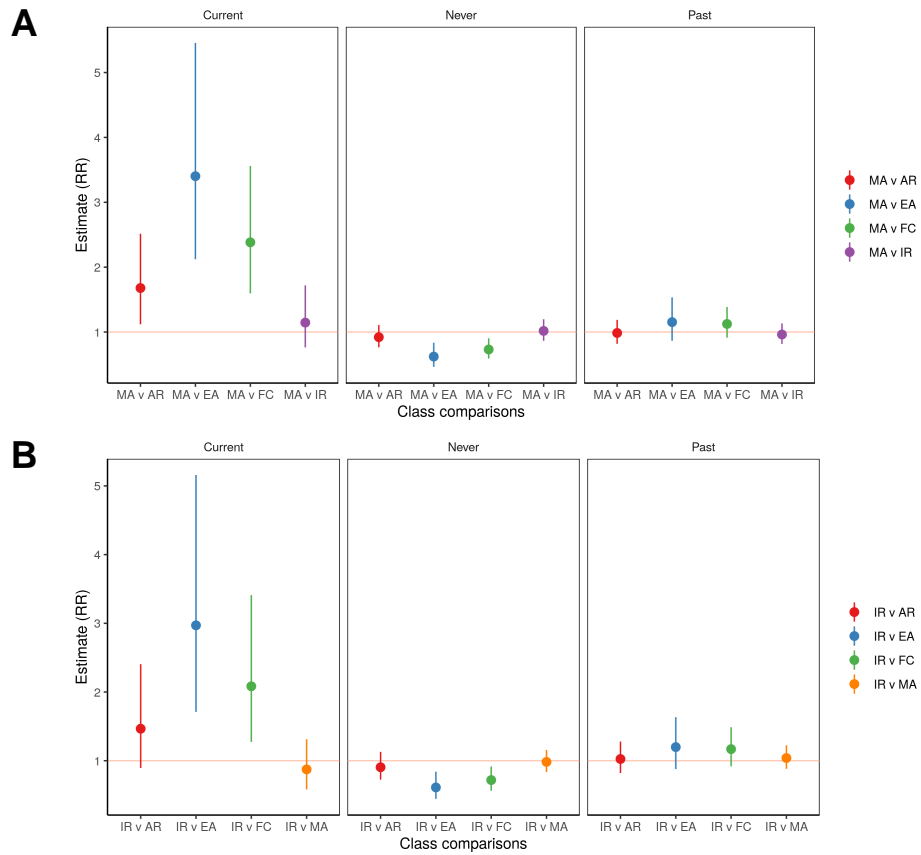 A
Current Never Past
Estimate (RR)
5
4
3
2
1
MA v AR MA v EA MA v FC MA v IR MA v AR MA v EA MA v FC MA v IR MA v AR MA v EA MA v FC MA v IR
Class comparisons
MA v AR
MA v EA
MA v FC
MA v IR
B
Current Never Past
Estimate (RR)
5
4
3
2
1
IR v AR IR v EA IR v FC IR v MA IR v AR IR v EA IR v FC IR v MA IR v AR IR v EA IR v FC IR v MA
Class comparisons
IR v AR
IR v EA
IR v FC
IR v MA